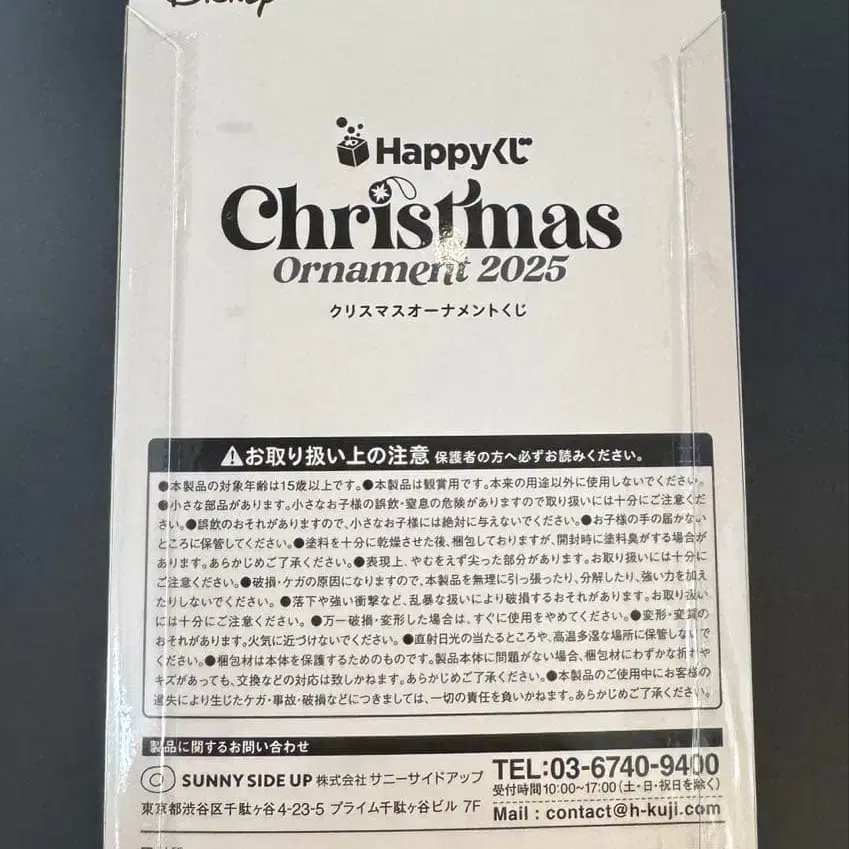 Disney
Happyくじ
Christmas
Ornament 2025
クリスマスオーナメントくじ
⚠お取り扱い上の注意 保護者の方へ必ずお読みください。
●本製品の対象年齢は15歳以上です。●本製品は観賞用です。本来の用途以外に使用しないでください。
●小さな部品があります。小さなお子様の誤飲・窒息の危険がありますので取り扱いには十分にご注意くだ
さい。●誤飲のおそれがありますので、小さなお子様には絶対に与えないでください。●お子様の手の届かない
ところに保管してください。●塗料を十分に乾燥させた後、梱包しておりますが、開封時に塗料臭がする場合が
あります。あらかじめご了承ください。●表現上、やむをえず尖った部分があります。お取り扱いには十分に
ご注意ください。●破損・ケガの原因になりますので、本製品を無理に引っ張ったり、分解したり、強い力を加え
たりしないでください。●落下や強い衝撃など、乱暴な扱いにより破損するおそれがあります。お取り扱い
には十分にご注意ください。●万一破損・変形した場合は、すぐに使用をやめてください。●変形・変質の
おそれがあります。火気に近づけないでください。●直射日光の当たるところや、高温多湿な場所に保管しないで
ください。●梱包材は本体を保護するためのものです。製品本体に問題がない場合、梱包材にわずかな折れや
キズがあっても、交換などの対応は致しかねます。あらかじめご了承ください。●本製品のご使用中にお客様の
過失により生じたケガ・事故・破損などにつきましては、一切の責任を負いかねます。あらかじめご了承ください。
製品に関するお問い合わせ
SUNNY SIDE UP 株式会社 サニーサイドアップ
東京都渋谷区千駄ヶ谷4-23-5 プライム千駄ヶ谷ビル 7F
TEL:03-6740-9400
受付時間10:00~17:00(土・日・祝日を除く)
Mail : contact@h-kuji.com